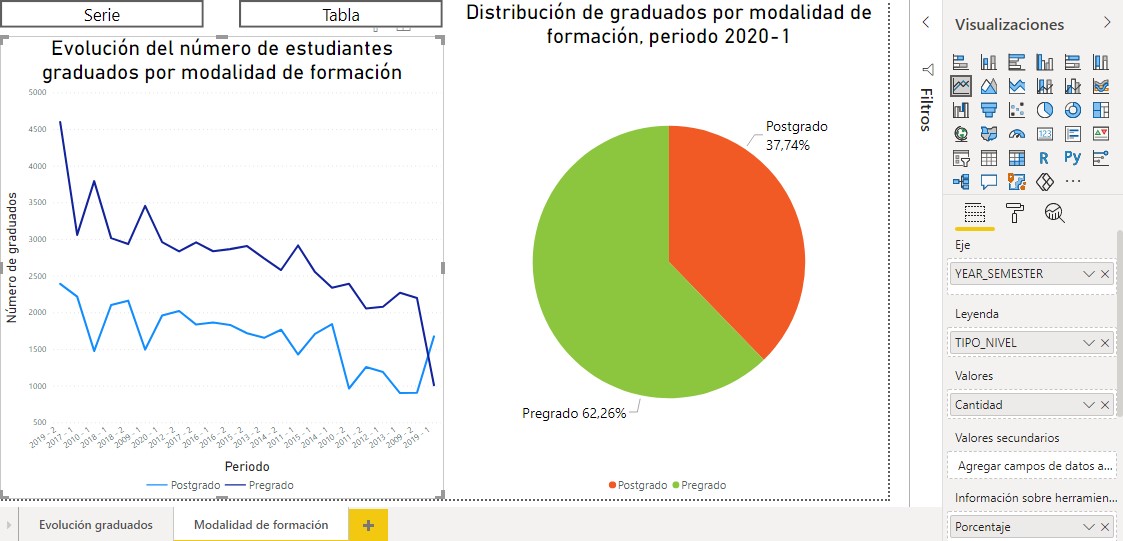 Serie
Tabla
Evolución del número de estudiantes
graduados por modalidad de formación
5000
4500
4000
3500
3000
2500
2000
1500
1000
500
Número de graduados
2019 - 2
2017 - 1
2010 - 1
2018 - 1
2018 - 2
2009 - 1
2020 - 1
2012 - 2
2017 - 2
2016 - 1
2016 - 2
2015 - 2
2013 - 2
2014 - 2
2011 - 1
2015 - 1
2014 - 1
2010 - 2
2011 - 2
2012 - 1
2013 - 1
2009 - 2
2019 - 1
Periodo
Postgrado
Pregrado
Distribución de graduados por modalidad de
formación, periodo 2020-1
Postgrado
37,74%
Pregrado 62,26%
Postgrado
Pregrado
Filtros
Visualizaciones
123
R
Py
Eje
YEAR_SEMESTER
Leyenda
TIPO_NIVEL
Valores
Cantidad
Valores secundarios
Agregar campos de datos a...
Información sobre herramien...
Porcentaje
Evolución graduados
Modalidad de formación